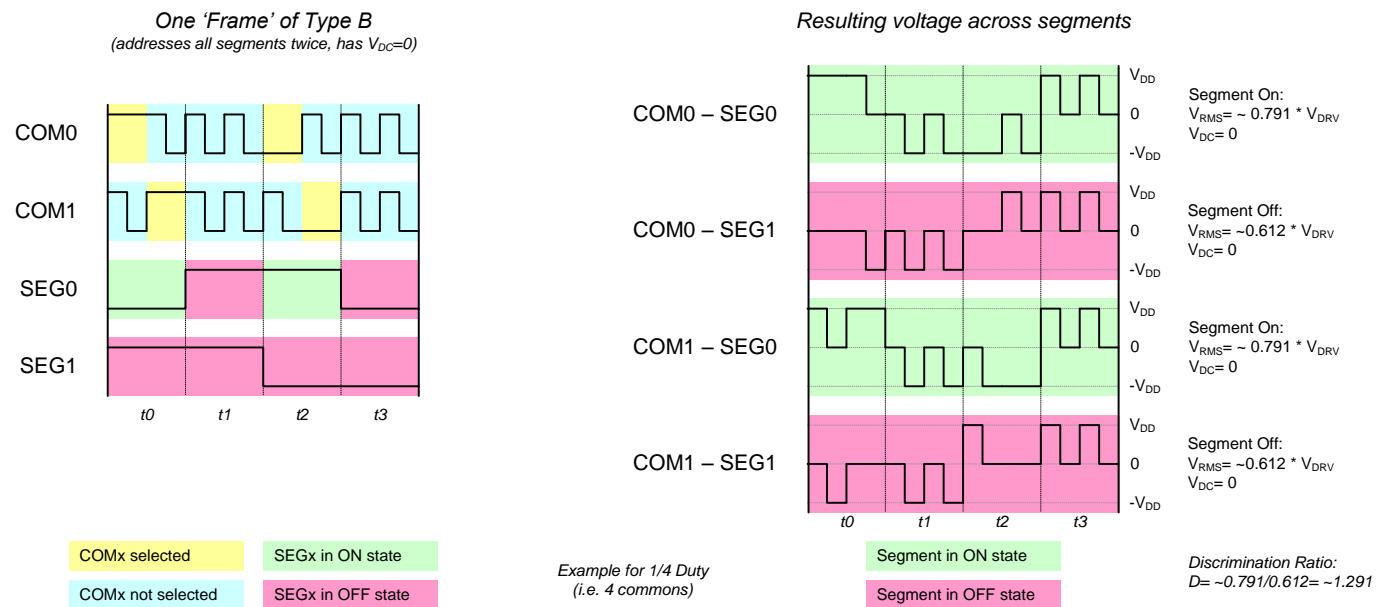 One ‘Frame’ of Type B
(addresses all segments twice, has VDC=0)
COM0
COM1
SEG0
SEG1
t0 t1 t2 t3
Resulting voltage across segments
COM0 – SEG0
VDD
0
-VDD
Segment On:
VRMS= ~ 0.791 * VDRV
VDC= 0
COM0 – SEG1
VDD
0
-VDD
Segment Off:
VRMS= ~0.612 * VDRV
VDC= 0
COM1 – SEG0
VDD
0
-VDD
Segment On:
VRMS= ~ 0.791 * VDRV
VDC= 0
COM1 – SEG1
VDD
0
-VDD
Segment Off:
VRMS= ~0.612 * VDRV
VDC= 0
t0 t1 t2 t3
COMx selected
SEGx in ON state
COMx not selected
SEGx in OFF state
Example for 1/4 Duty
(i.e. 4 commons)
Segment in ON state
Segment in OFF state
Discrimination Ratio:
D= ~0.791/0.612= ~1.291